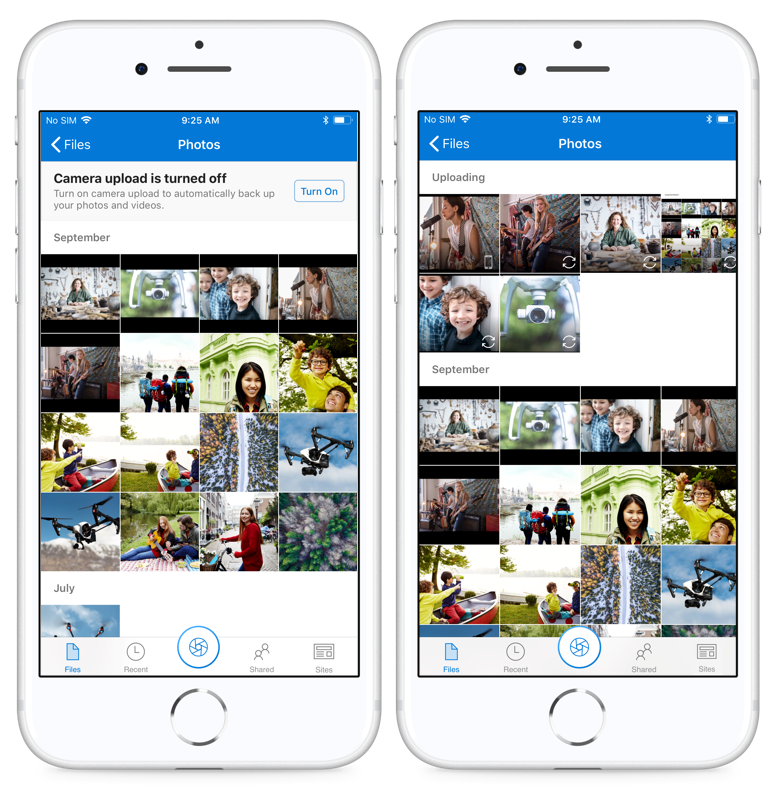 No SIM 9:25 AM
Files Photos
Camera upload is turned off
Turn on camera upload to automatically back up
your photos and videos.
Turn On
September
July
Files Recent Shared Sites
No SIM 9:25 AM
Files Photos
Uploading
September
Files Recent Shared Sites